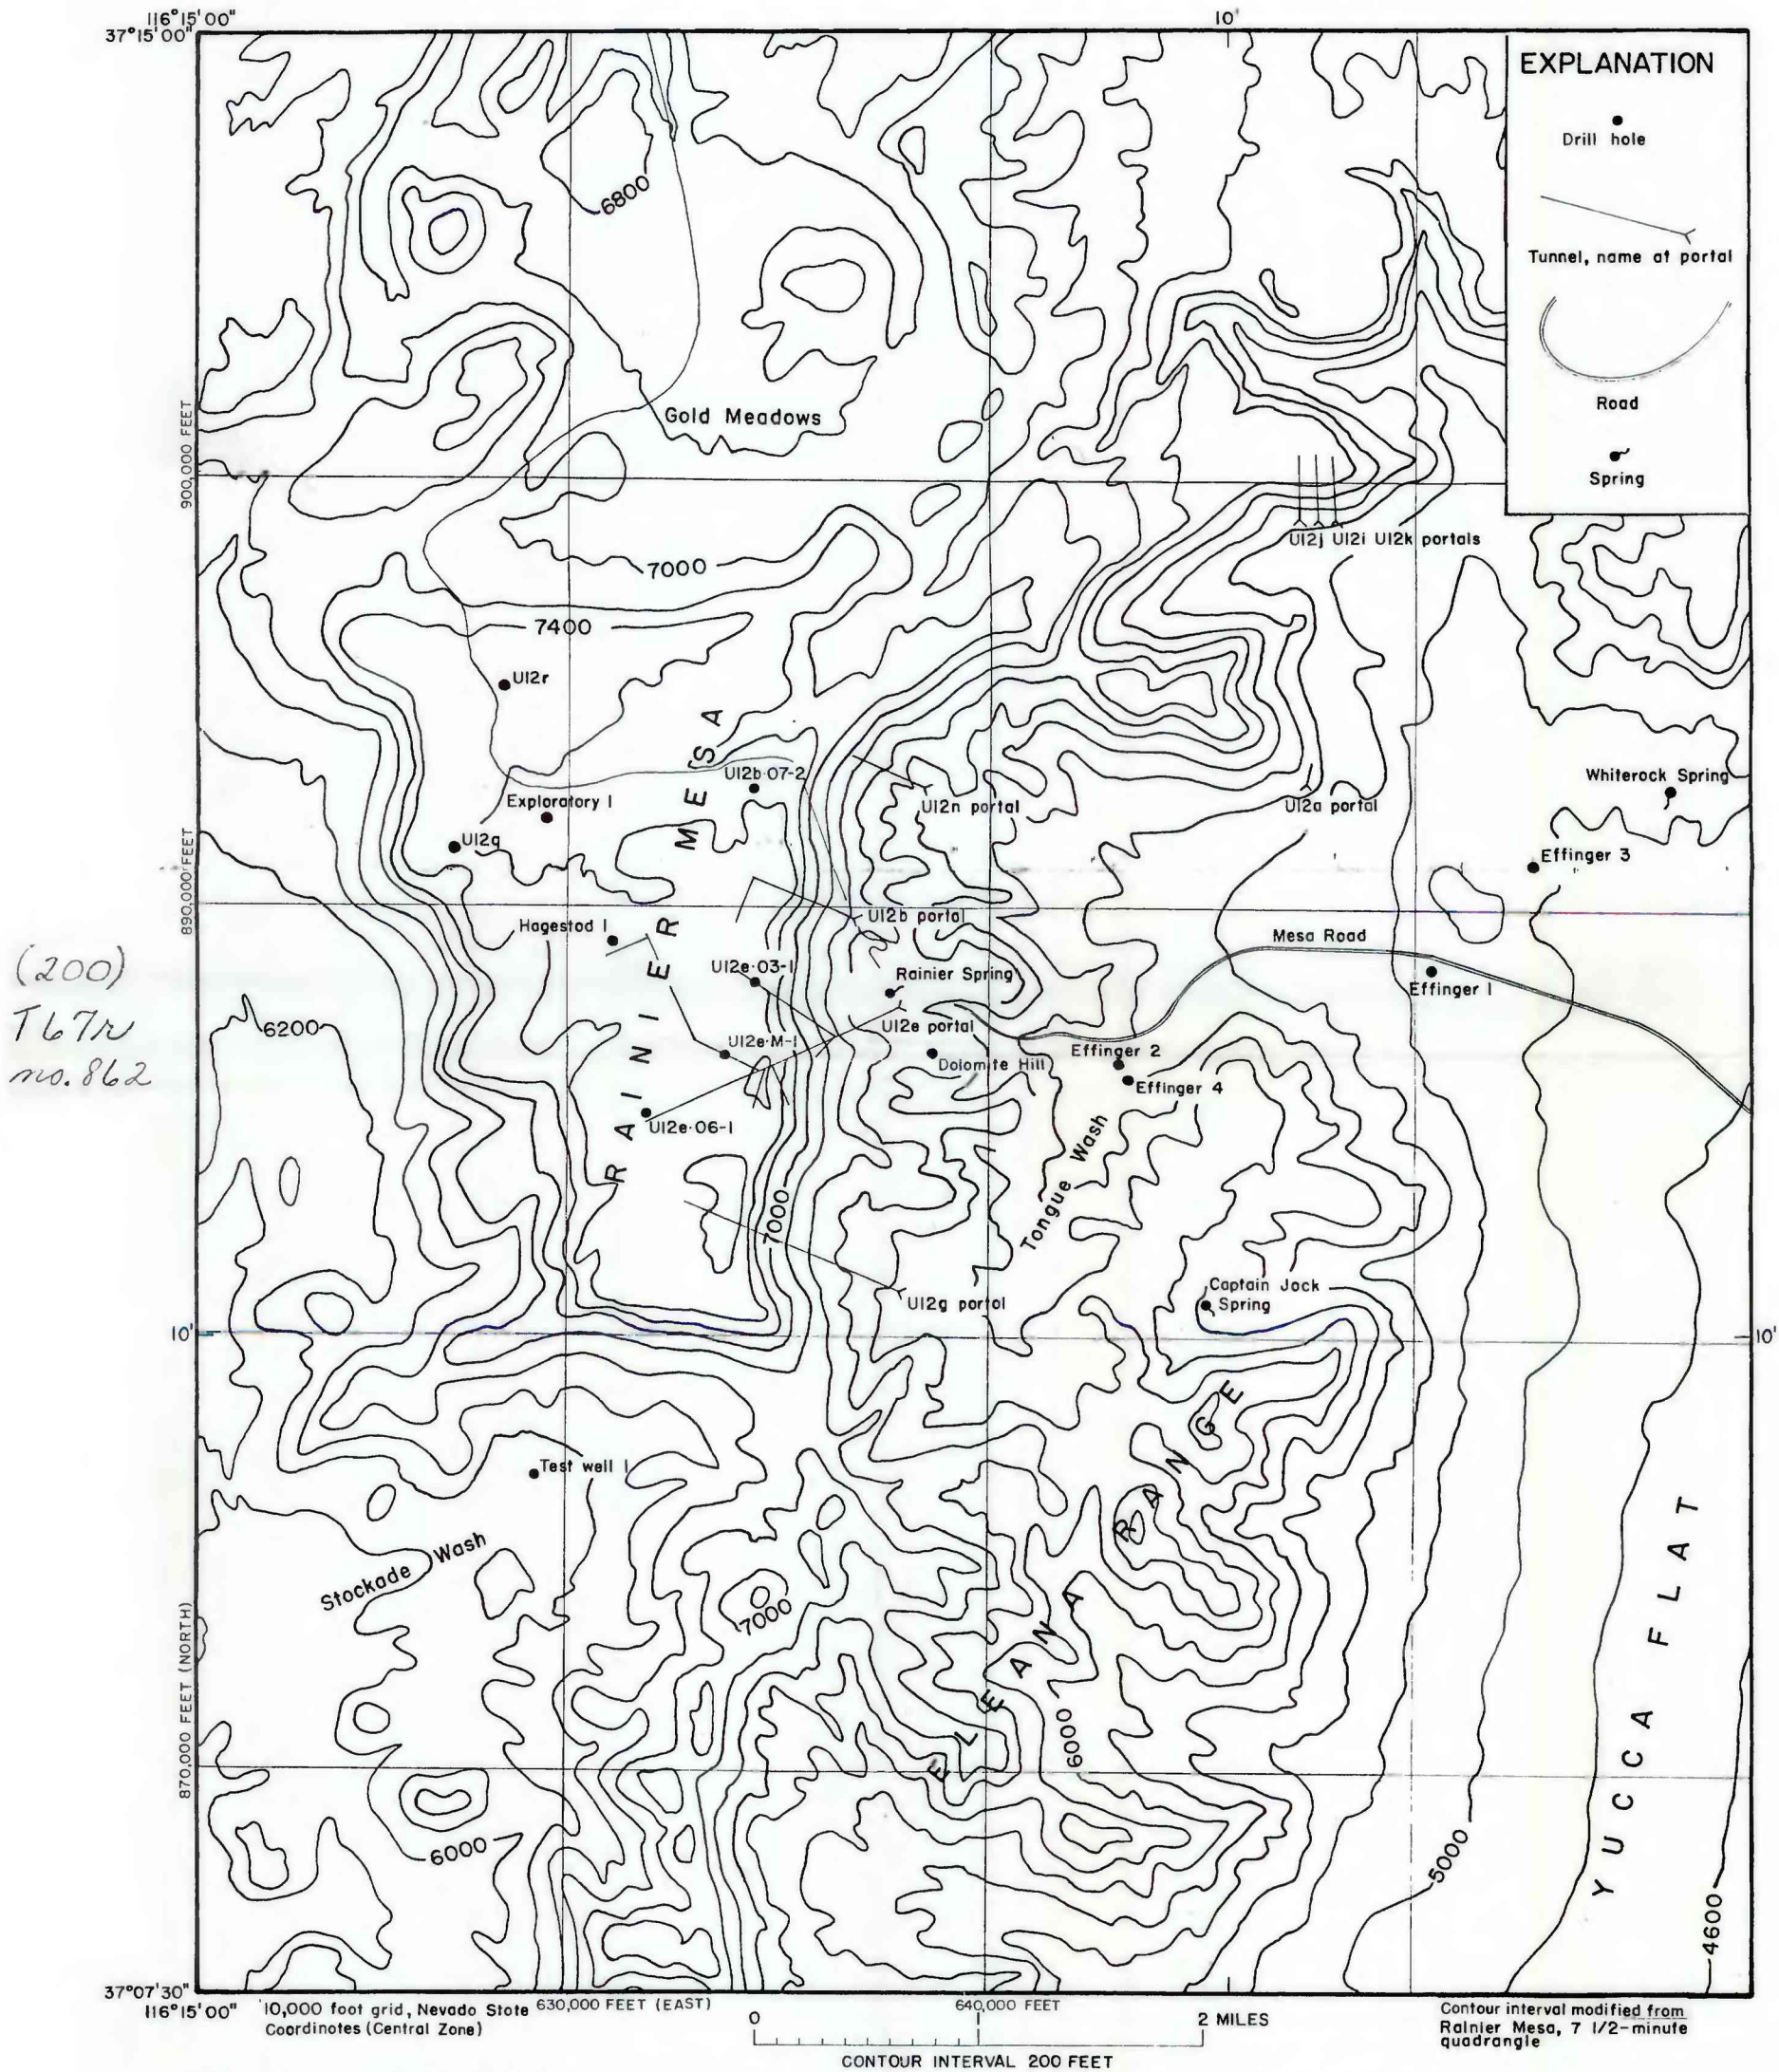 116°15'00"
10'
37°15'00"
EXPLANATION
Drill hole
Tunnel, name at portal
Road
Spring
6800
Gold Meadows
900,000 FEET
U12j U12i U12k portals
7000
7400
U12r
MESA
U12b·07-2
Exploratory 1
U12n portal
U12a portal
Whiterock Spring
U12q
Effinger 3
890,000 FEET
U12b portal
Hagestad 1
Mesa Road
RAINIER
U12e·03-1
Rainier Spring
Effinger 1
(200)
T67r
no. 862
6200
U12e portal
U12e·M-1
Effinger 2
Dolomite Hill
Effinger 4
U12e·06-1
Tongue Wash
7000
Captain Jack
Spring
U12g portal
10'
10'
Test well 1
Stockade Wash
7000
ELEANA RANGE
YUCCA FLAT
870,000 FEET (NORTH)
6000
6000
5000
4600
37°07'30"
116°15'00"
10,000 foot grid, Nevada State
Coordinates (Central Zone)
630,000 FEET (EAST)
640,000 FEET
0 1 2 MILES
CONTOUR INTERVAL 200 FEET
Contour interval modified from
Rainier Mesa, 7 1/2-minute
quadrangle